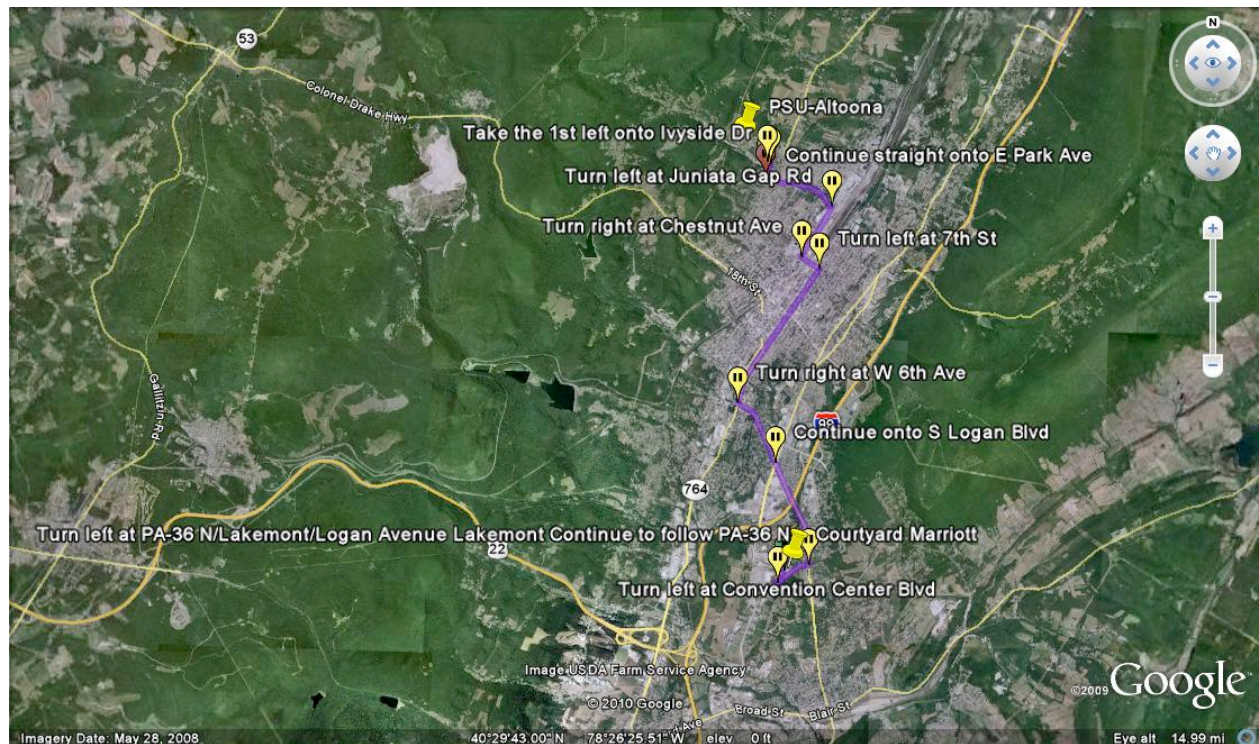 N
53
Colonel Drake Hwy
PSU-Altoona
Take the 1st left onto Ivyside Dr
Continue straight onto E Park Ave
Turn left at Juniata Gap Rd
Turn right at Chestnut Ave
Turn left at 7th St
18th St
Gallitzin Rd
Turn right at W 6th Ave
99
Continue onto S Logan Blvd
764
Turn left at PA-36 N/Lakemont/Logan Avenue Lakemont Continue to follow PA-36 N
Courtyard Marriott
22
Turn left at Convention Center Blvd
Image USDA Farm Service Agency
© 2010 Google
©2009 Google
Broad St
Blair St
Ave
Imagery Date: May 28, 2008
40°29'43.00" N 78°26'25.51" W elev 0 ft
Eye alt 14.99 mi